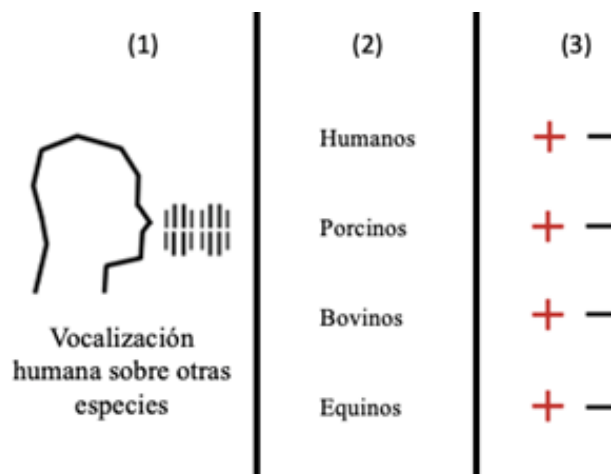 (1)
(2)
(3)
Humanos
+ −
Porcinos
+ −
Bovinos
+ −
Equinos
+ −
Vocalización
humana sobre otras
especies